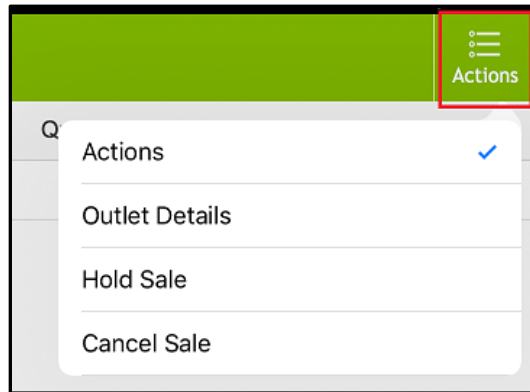 Actions
Q
Actions
Outlet Details
Hold Sale
Cancel Sale